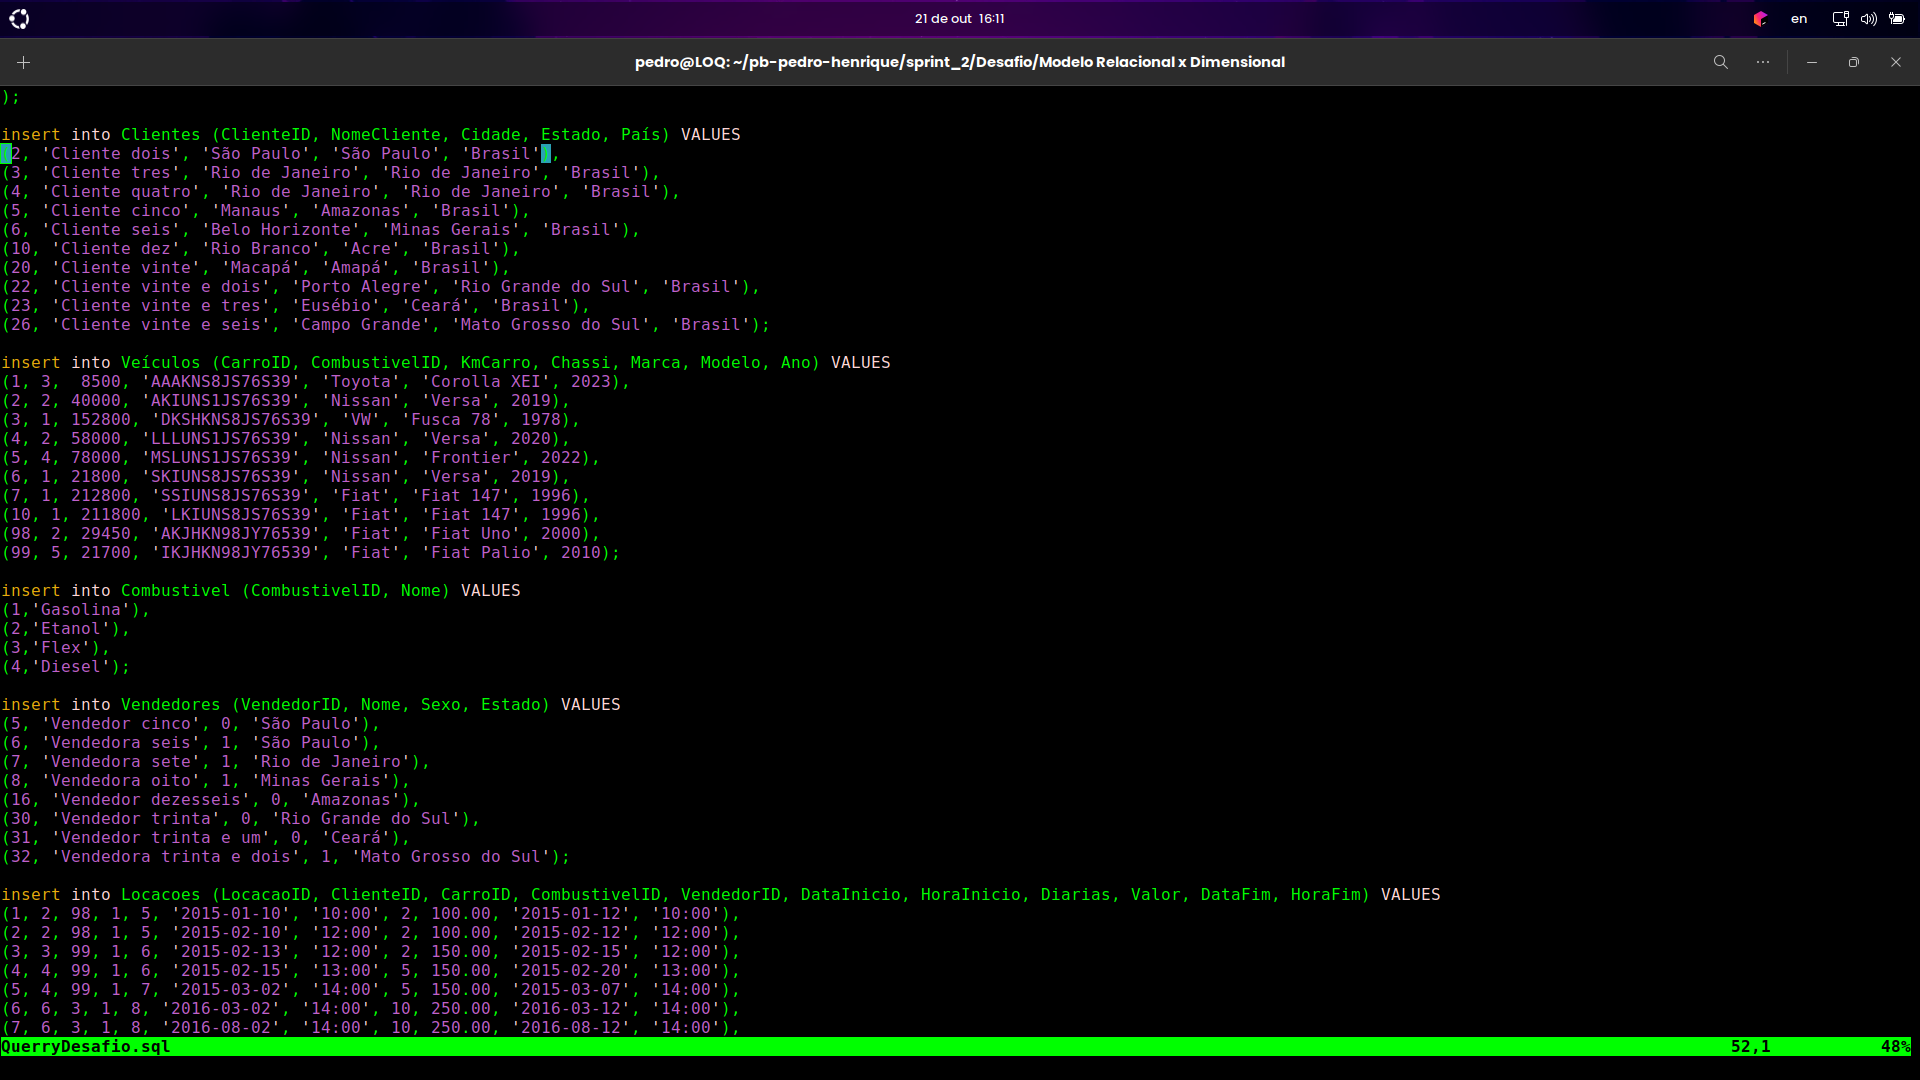 21 de out 16:11
en
pedro@LOQ: ~/pb-pedro-henrique/sprint_2/Desafio/Modelo Relacional x Dimensional
);
insert into Clientes (ClienteID, NomeCliente, Cidade, Estado, País) VALUES
(2, 'Cliente dois', 'São Paulo', 'São Paulo', 'Brasil'),
(3, 'Cliente tres', 'Rio de Janeiro', 'Rio de Janeiro', 'Brasil'),
(4, 'Cliente quatro', 'Rio de Janeiro', 'Rio de Janeiro', 'Brasil'),
(5, 'Cliente cinco', 'Manaus', 'Amazonas', 'Brasil'),
(6, 'Cliente seis', 'Belo Horizonte', 'Minas Gerais', 'Brasil'),
(10, 'Cliente dez', 'Rio Branco', 'Acre', 'Brasil'),
(20, 'Cliente vinte', 'Macapá', 'Amapá', 'Brasil'),
(22, 'Cliente vinte e dois', 'Porto Alegre', 'Rio Grande do Sul', 'Brasil'),
(23, 'Cliente vinte e tres', 'Eusébio', 'Ceará', 'Brasil'),
(26, 'Cliente vinte e seis', 'Campo Grande', 'Mato Grosso do Sul', 'Brasil');
insert into Veículos (CarroID, CombustivelID, KmCarro, Chassi, Marca, Modelo, Ano) VALUES
(1, 3,  8500, 'AAAKNS8JS76S39', 'Toyota', 'Corolla XEI', 2023),
(2, 2, 40000, 'AKIUNS1JS76S39', 'Nissan', 'Versa', 2019),
(3, 1, 152800, 'DKSHKNS8JS76S39', 'VW', 'Fusca 78', 1978),
(4, 2, 58000, 'LLLUNS1JS76S39', 'Nissan', 'Versa', 2020),
(5, 4, 78000, 'MSLUNS1JS76S39', 'Nissan', 'Frontier', 2022),
(6, 1, 21800, 'SKIUNS8JS76S39', 'Nissan', 'Versa', 2019),
(7, 1, 212800, 'SSIUNS8JS76S39', 'Fiat', 'Fiat 147', 1996),
(10, 1, 211800, 'LKIUNS8JS76S39', 'Fiat', 'Fiat 147', 1996),
(98, 2, 29450, 'AKJHKN98JY76539', 'Fiat', 'Fiat Uno', 2000),
(99, 5, 21700, 'IKJHKN98JY76539', 'Fiat', 'Fiat Palio', 2010);
insert into Combustivel (CombustivelID, Nome) VALUES
(1,'Gasolina'),
(2,'Etanol'),
(3,'Flex'),
(4,'Diesel');
insert into Vendedores (VendedorID, Nome, Sexo, Estado) VALUES
(5, 'Vendedor cinco', 0, 'São Paulo'),
(6, 'Vendedora seis', 1, 'São Paulo'),
(7, 'Vendedora sete', 1, 'Rio de Janeiro'),
(8, 'Vendedora oito', 1, 'Minas Gerais'),
(16, 'Vendedor dezesseis', 0, 'Amazonas'),
(30, 'Vendedor trinta', 0, 'Rio Grande do Sul'),
(31, 'Vendedor trinta e um', 0, 'Ceará'),
(32, 'Vendedora trinta e dois', 1, 'Mato Grosso do Sul');
insert into Locacoes (LocacaoID, ClienteID, CarroID, CombustivelID, VendedorID, DataInicio, HoraInicio, Diarias, Valor, DataFim, HoraFim) VALUES
(1, 2, 98, 1, 5, '2015-01-10', '10:00', 2, 100.00, '2015-01-12', '10:00'),
(2, 2, 98, 1, 5, '2015-02-10', '12:00', 2, 100.00, '2015-02-12', '12:00'),
(3, 3, 99, 1, 6, '2015-02-13', '12:00', 2, 150.00, '2015-02-15', '12:00'),
(4, 4, 99, 1, 6, '2015-02-15', '13:00', 5, 150.00, '2015-02-20', '13:00'),
(5, 4, 99, 1, 7, '2015-03-02', '14:00', 5, 150.00, '2015-03-07', '14:00'),
(6, 6, 3, 1, 8, '2016-03-02', '14:00', 10, 250.00, '2016-03-12', '14:00'),
(7, 6, 3, 1, 8, '2016-08-02', '14:00', 10, 250.00, '2016-08-12', '14:00'),
QuerryDesafio.sql 52,1 48%